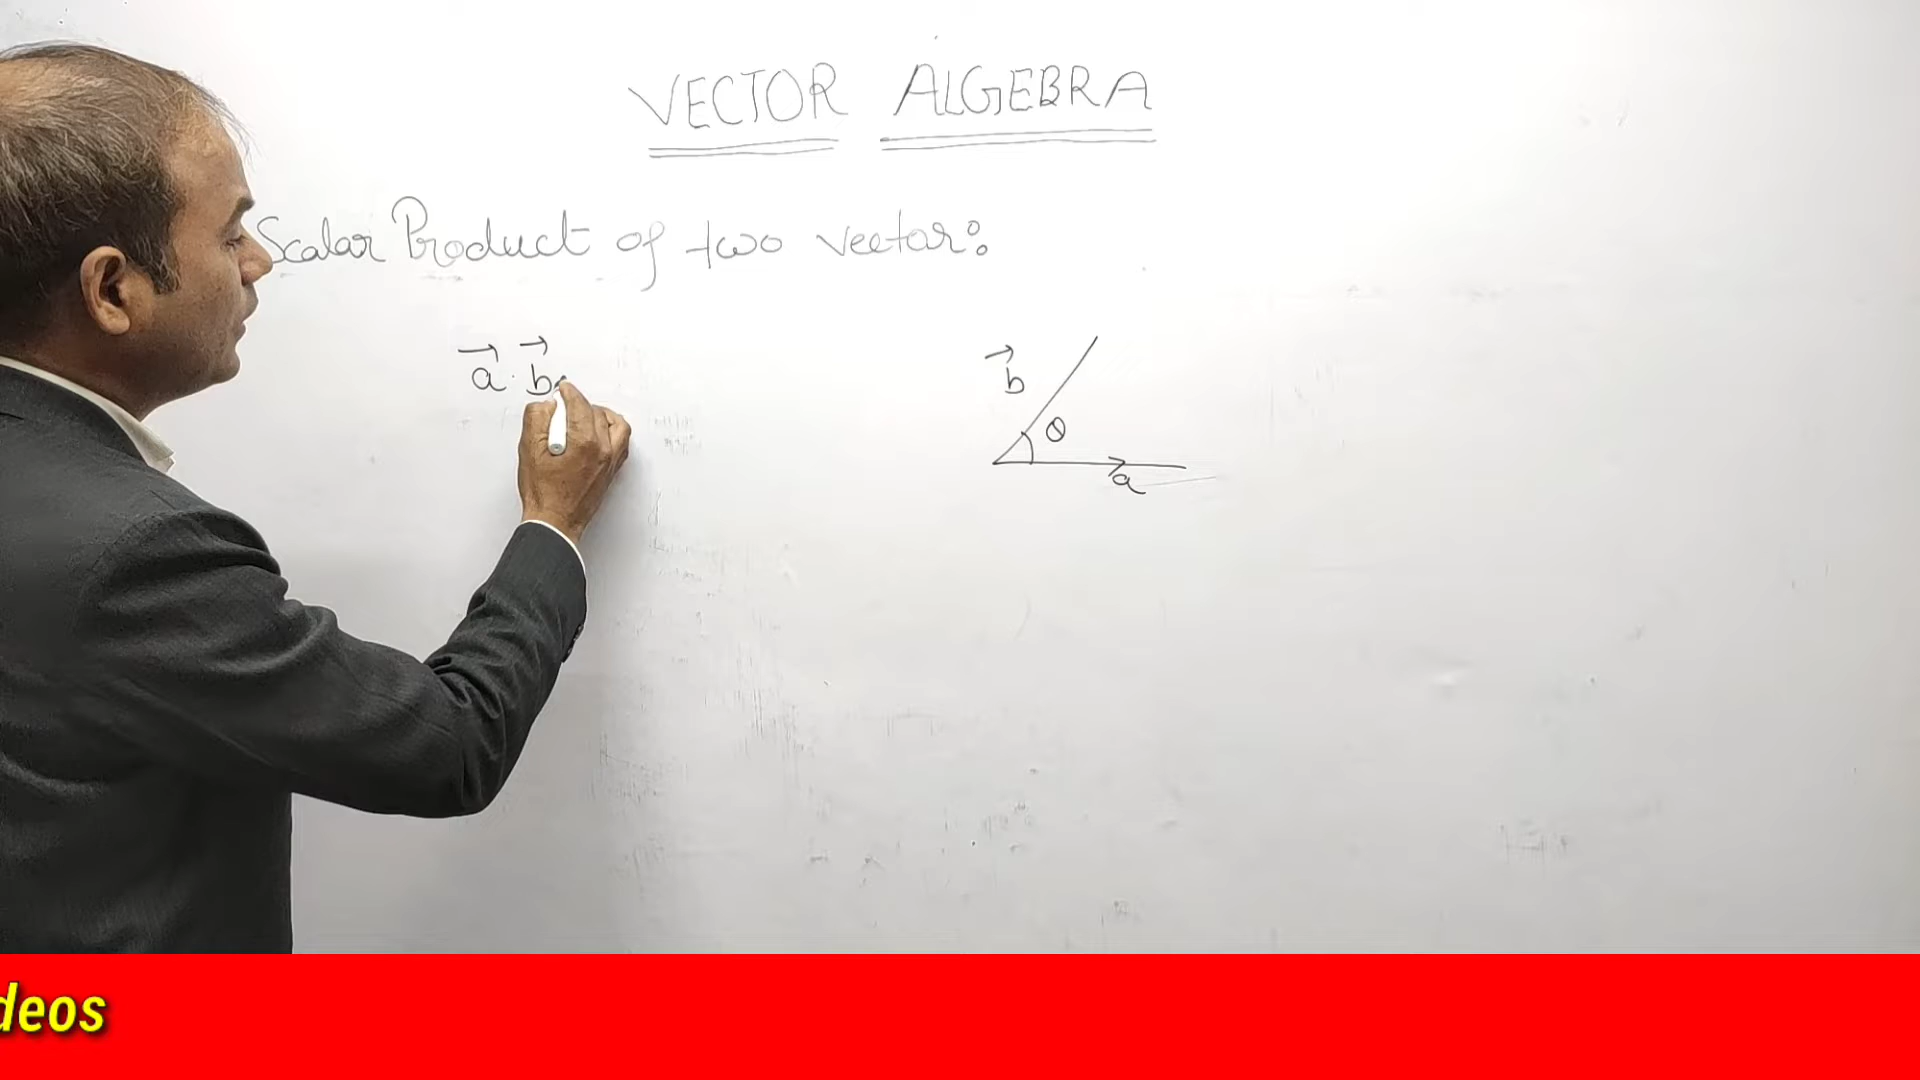 VECTOR ALGEBRA
Scalar Product of two vector:
a⃗ · b⃗
b⃗
θ
a
deos